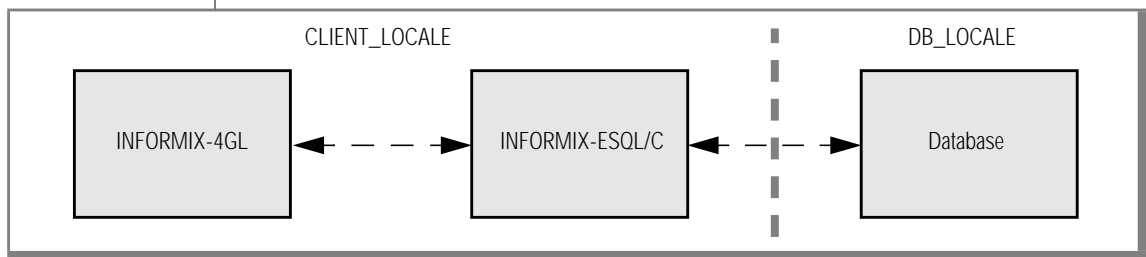 CLIENT_LOCALE
DB_LOCALE
INFORMIX-4GL
INFORMIX-ESQL/C
Database